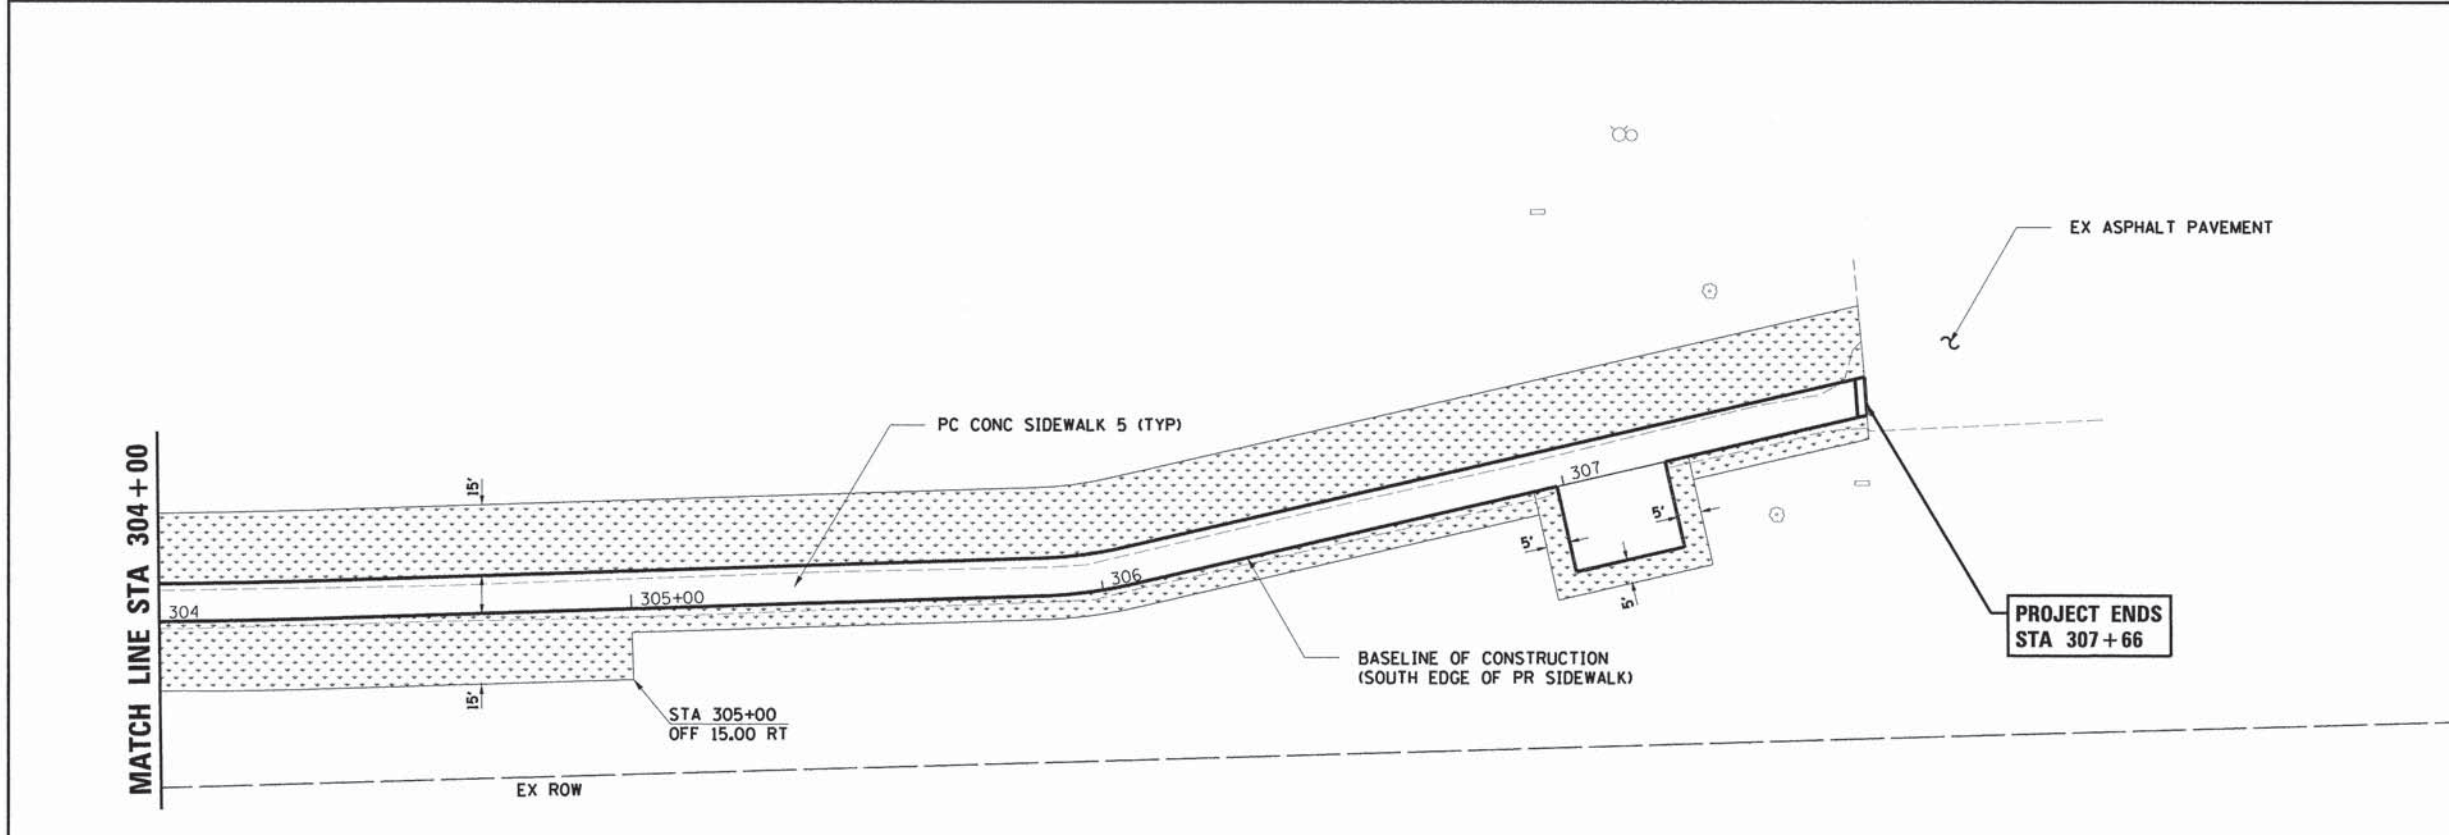 EX ASPHALT PAVEMENT
PC CONC SIDEWALK 5 (TYP)
MATCH LINE STA 304+00
15'
307
5'
5'
306
305+00
304
5'
PROJECT ENDS
STA 307+66
BASELINE OF CONSTRUCTION
(SOUTH EDGE OF PR SIDEWALK)
15'
STA 305+00
OFF 15.00 RT
EX ROW